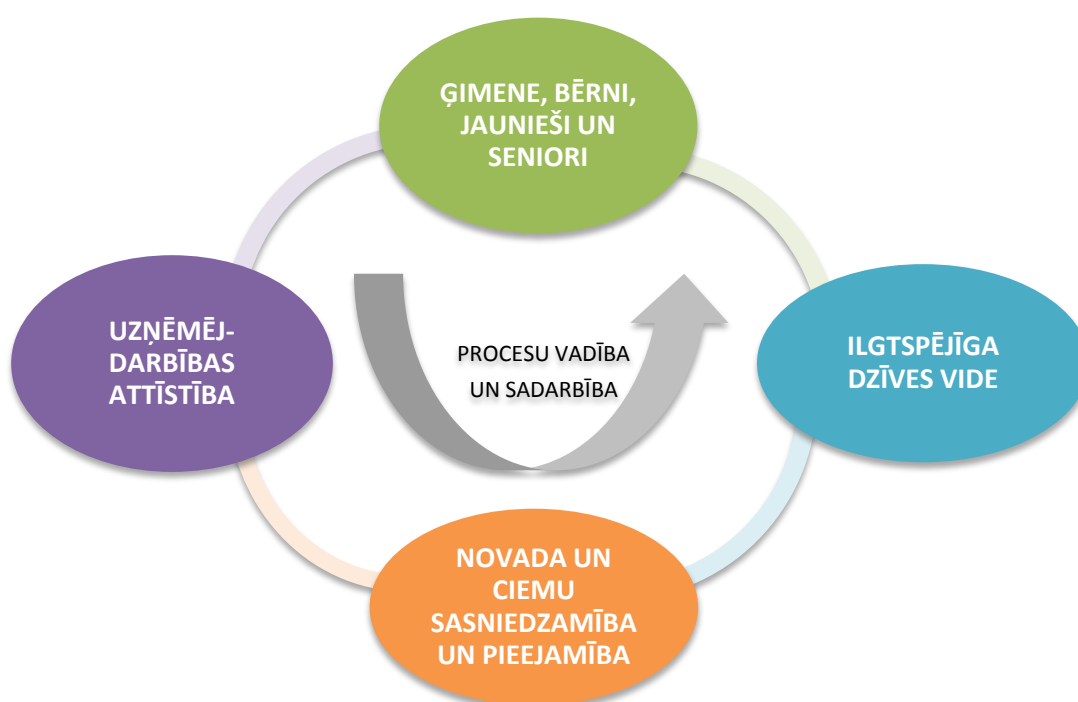 ĢIMENE, BĒRNI,
JAUNIEŠI UN
SENIORI
UZŅĒMĒJ-
DARBĪBAS
ATTĪSTĪBA
PROCESU VADĪBA
UN SADARBĪBA
ILGTSPĒJĪGA
DZĪVES VIDE
NOVADA UN
CIEMU
SASNIEDZAMĪBA
UN PIEEJAMĪBA